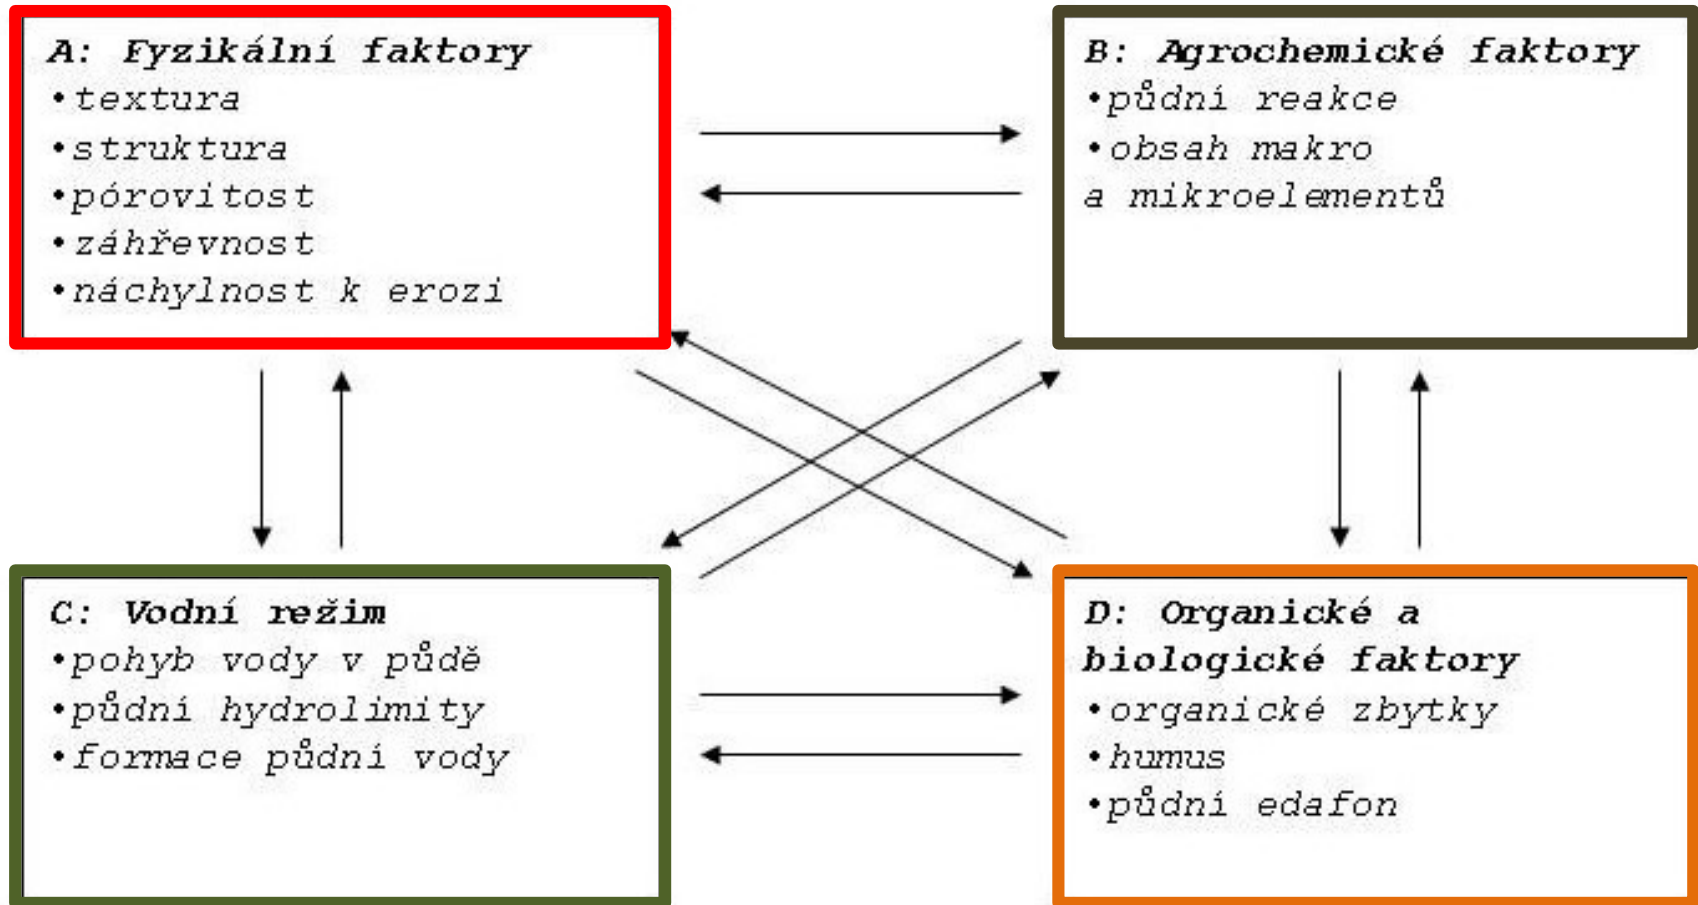 A: Fyzikální faktory
•textura
•struktura
•pórovitost
•záhřevnost
•náchylnost k erozi
B: Agrochemické faktory
•půdní reakce
•obsah makro
a mikroelementů
C: Vodní režim
•pohyb vody v půdě
•půdní hydrolimity
•formace půdní vody
D: Organické a
biologické faktory
•organické zbytky
•humus
•půdní edafon